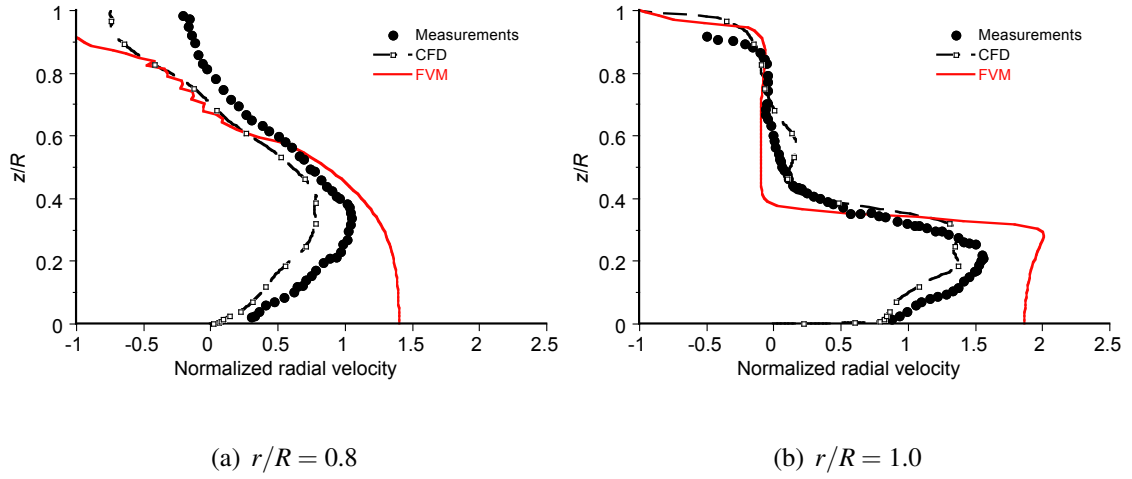 1
0.8
0.6
0.4
0.2
0
z/R
-1 -0.5 0 0.5 1 1.5 2 2.5
Normalized radial velocity
Measurements
CFD
FVM
(a) r/R = 0.8
1
0.8
0.6
0.4
0.2
0
z/R
-1 -0.5 0 0.5 1 1.5 2 2.5
Normalized radial velocity
Measurements
CFD
FVM
(b) r/R = 1.0